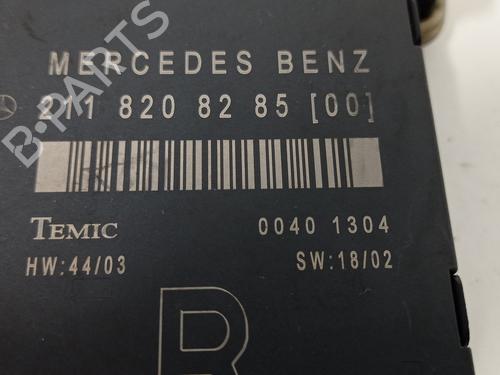 MERCEDES BENZ
211 820 82 85 [00]
TEMIC
0040 1304
HW:44/03
SW:18/02
R
B-PARTS